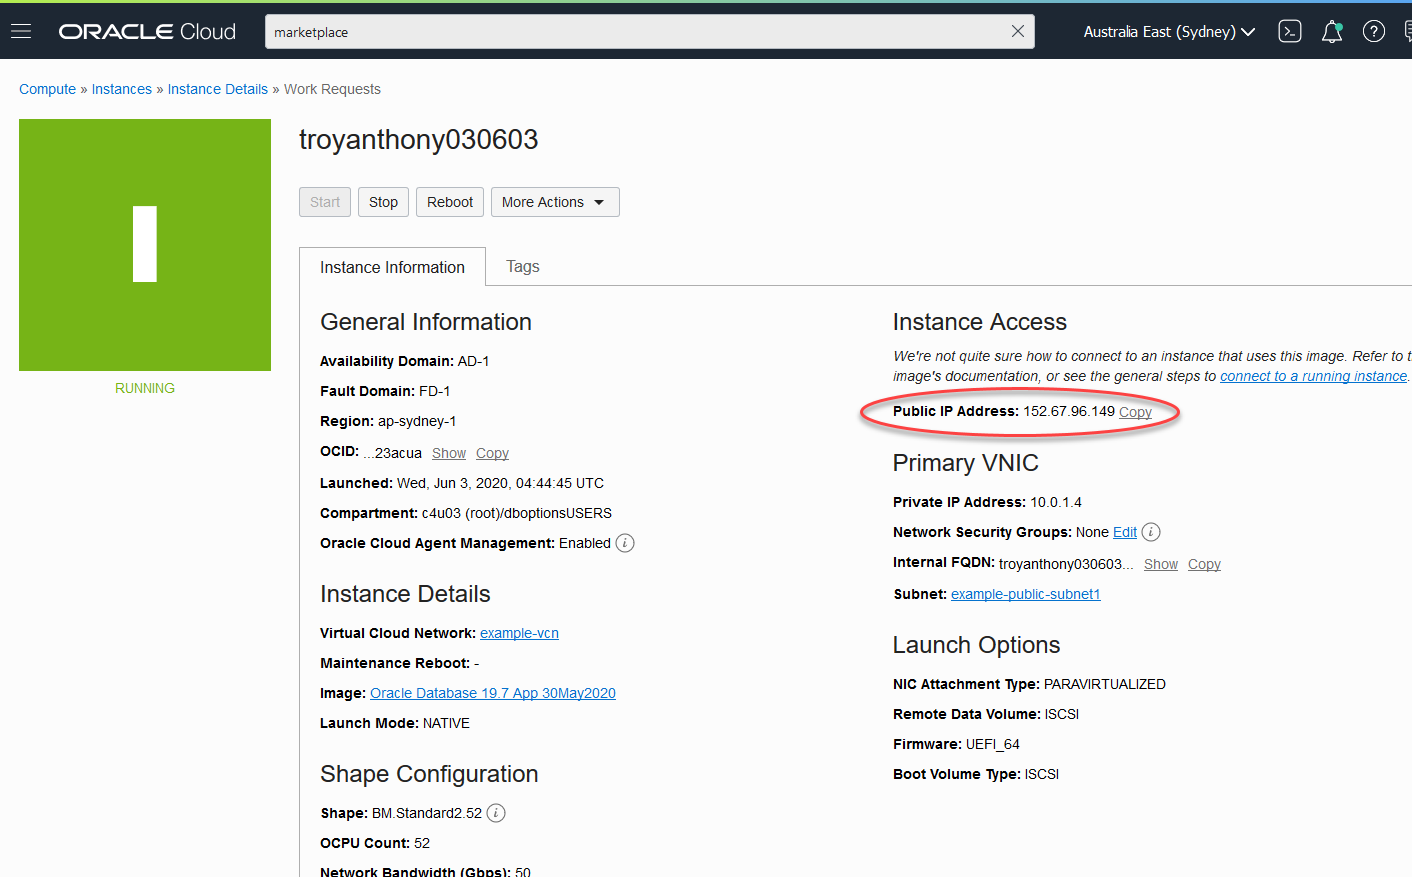 ORACLE Cloud
marketplace
Australia East (Sydney)
Compute » Instances » Instance Details » Work Requests
troyanthony030603
Start Stop Reboot More Actions
RUNNING
Instance Information Tags
General Information
Availability Domain: AD-1
Fault Domain: FD-1
Region: ap-sydney-1
OCID: ...23acua Show Copy
Launched: Wed, Jun 3, 2020, 04:44:45 UTC
Compartment: c4u03 (root)/dboptionsUSERS
Oracle Cloud Agent Management: Enabled i
Instance Details
Virtual Cloud Network: example-vcn
Maintenance Reboot: -
Image: Oracle Database 19.7 App 30May2020
Launch Mode: NATIVE
Shape Configuration
Shape: BM.Standard2.52 i
OCPU Count: 52
Network Bandwidth (Gbps): 50
Instance Access
We're not quite sure how to connect to an instance that uses this image. Refer to
image's documentation, or see the general steps to connect to a running instance.
Public IP Address: 152.67.96.149 Copy
Primary VNIC
Private IP Address: 10.0.1.4
Network Security Groups: None Edit i
Internal FQDN: troyanthony030603... Show Copy
Subnet: example-public-subnet1
Launch Options
NIC Attachment Type: PARAVIRTUALIZED
Remote Data Volume: ISCSI
Firmware: UEFI_64
Boot Volume Type: ISCSI